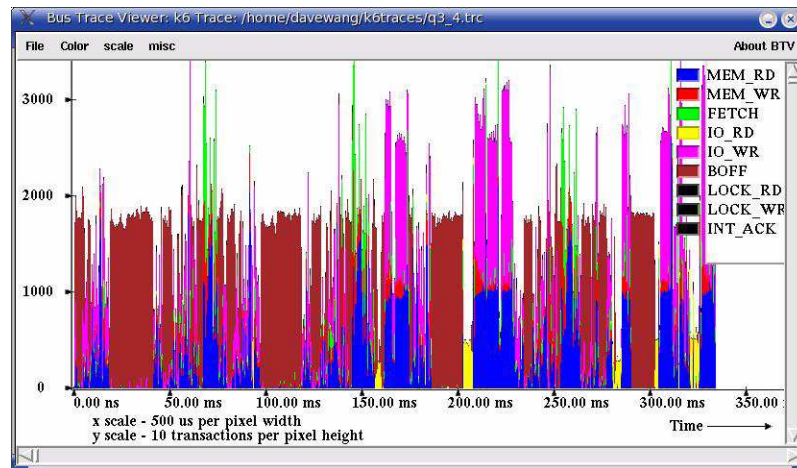 Bus Trace Viewer: k6 Trace: /home/davewang/k6traces/q3_4.trc
File Color scale misc About BTV
MEM_RD
3000
MEM_WR
FETCH
IO_RD
IO_WR
2000
BOFF
LOCK_RD
LOCK_WR
INT_ACK
1000
0
0.00 ns 50.00 ms 100.00 ms 150.00 ms 200.00 ms 250.00 ms 300.00 ms 350.00
x scale - 500 us per pixel width
Time
y scale - 10 transactions per pixel height